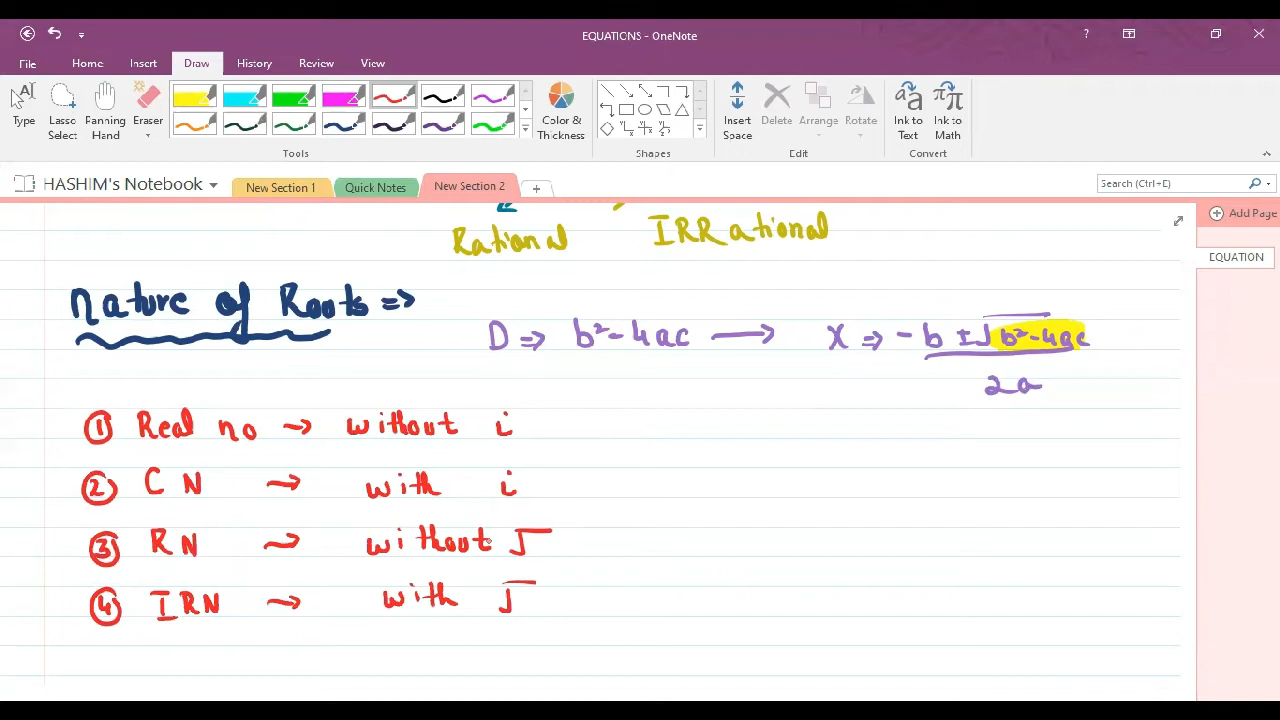 EQUATIONS - OneNote
?
File Home Insert Draw History Review View
Type
Lasso Select
Panning Hand
Eraser
Color & Thickness
Insert Space
Delete
Arrange
Rotate
Ink to Text
Ink to Math
Tools Shapes Edit Convert
HASHIM's Notebook New Section 1 Quick Notes New Section 2 + Search (Ctrl+E)
Add Page
EQUATION
Rational IRRational
Nature of Roots =>
D => b²-4ac → X => -b ±√b²-4ac
2a
① Real no → without i
② CN → with i
③ RN → without √
④ IRN → with √